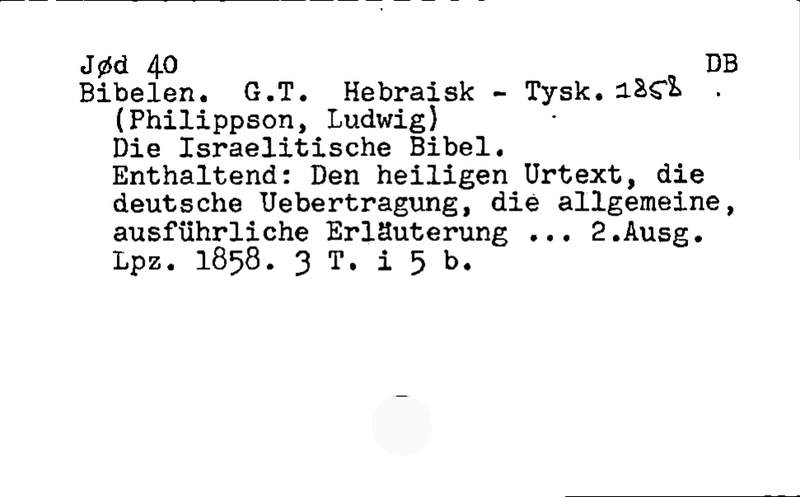 Jød 40 DB
Bibelen. G.T. Hebraisk - Tysk. 1858
(Philippson, Ludwig)
Die Israelitische Bibel.
Enthaltend: Den heiligen Urtext, die
deutsche Uebertragung, die allgemeine,
ausführliche Erläuterung ... 2.Ausg.
Lpz. 1858. 3 T. i 5 b.